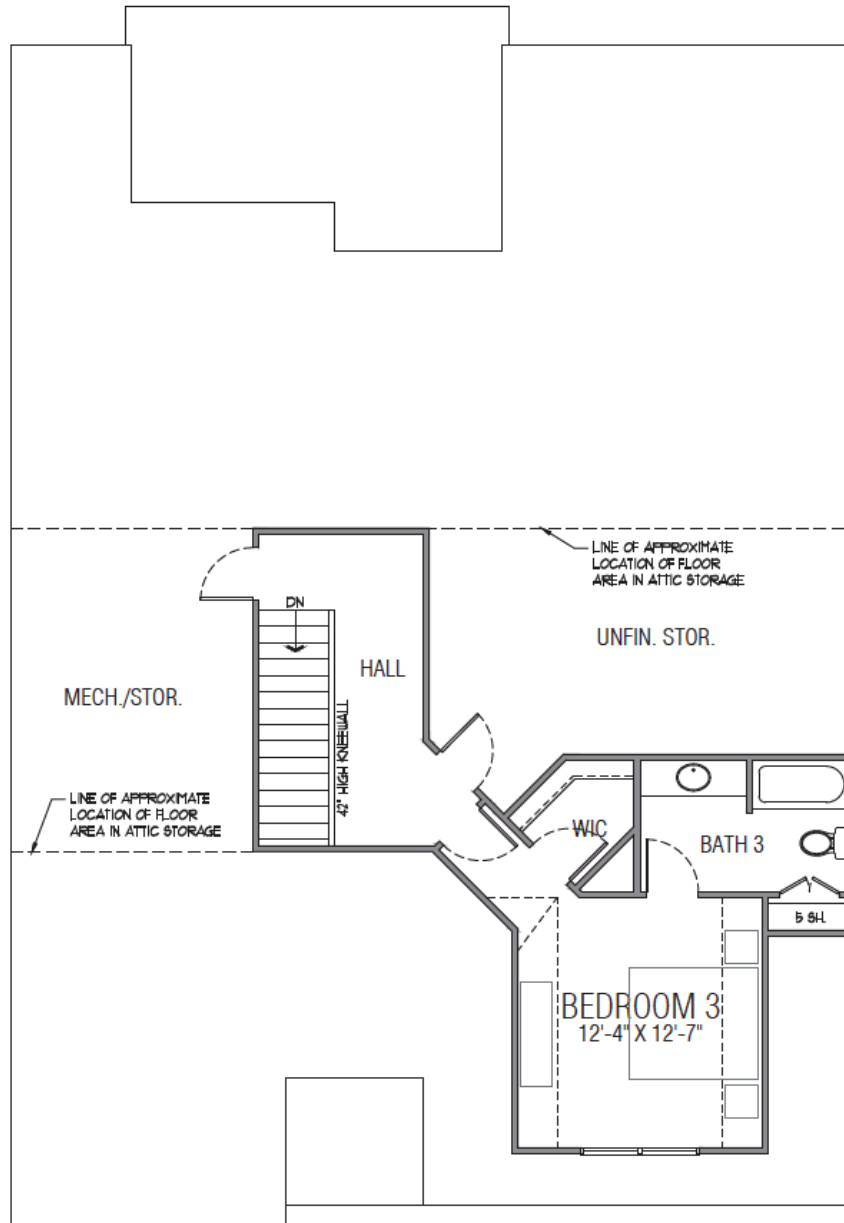 LINE OF APPROXIMATE
LOCATION OF FLOOR
AREA IN ATTIC STORAGE
DN
UNFIN. STOR.
HALL
MECH./STOR.
42" HIGH KNEEWALL
LINE OF APPROXIMATE
LOCATION OF FLOOR
AREA IN ATTIC STORAGE
WIC
BATH 3
5 SH.
BEDROOM 3
12'-4" X 12'-7"